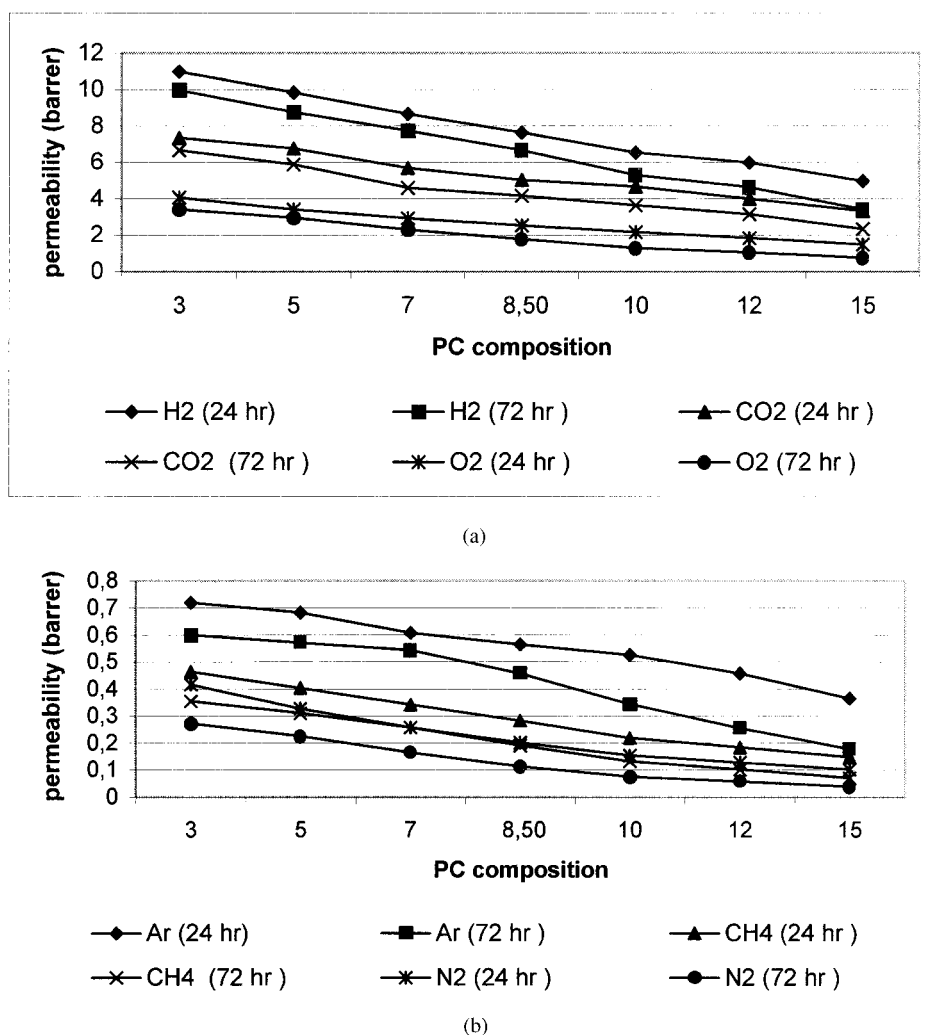 permeability (barrer)
12
10
8
6
4
2
0
3 5 7 8,50 10 12 15
PC composition
H2 (24 hr) H2 (72 hr ) CO2 (24 hr )
CO2 (72 hr ) O2 (24 hr ) O2 (72 hr )
(a)
permeability (barrer)
0,8
0,7
0,6
0,5
0,4
0,3
0,2
0,1
0
3 5 7 8,50 10 12 15
PC composition
Ar (24 hr) Ar (72 hr ) CH4 (24 hr )
CH4 (72 hr ) N2 (24 hr ) N2 (72 hr )
(b)